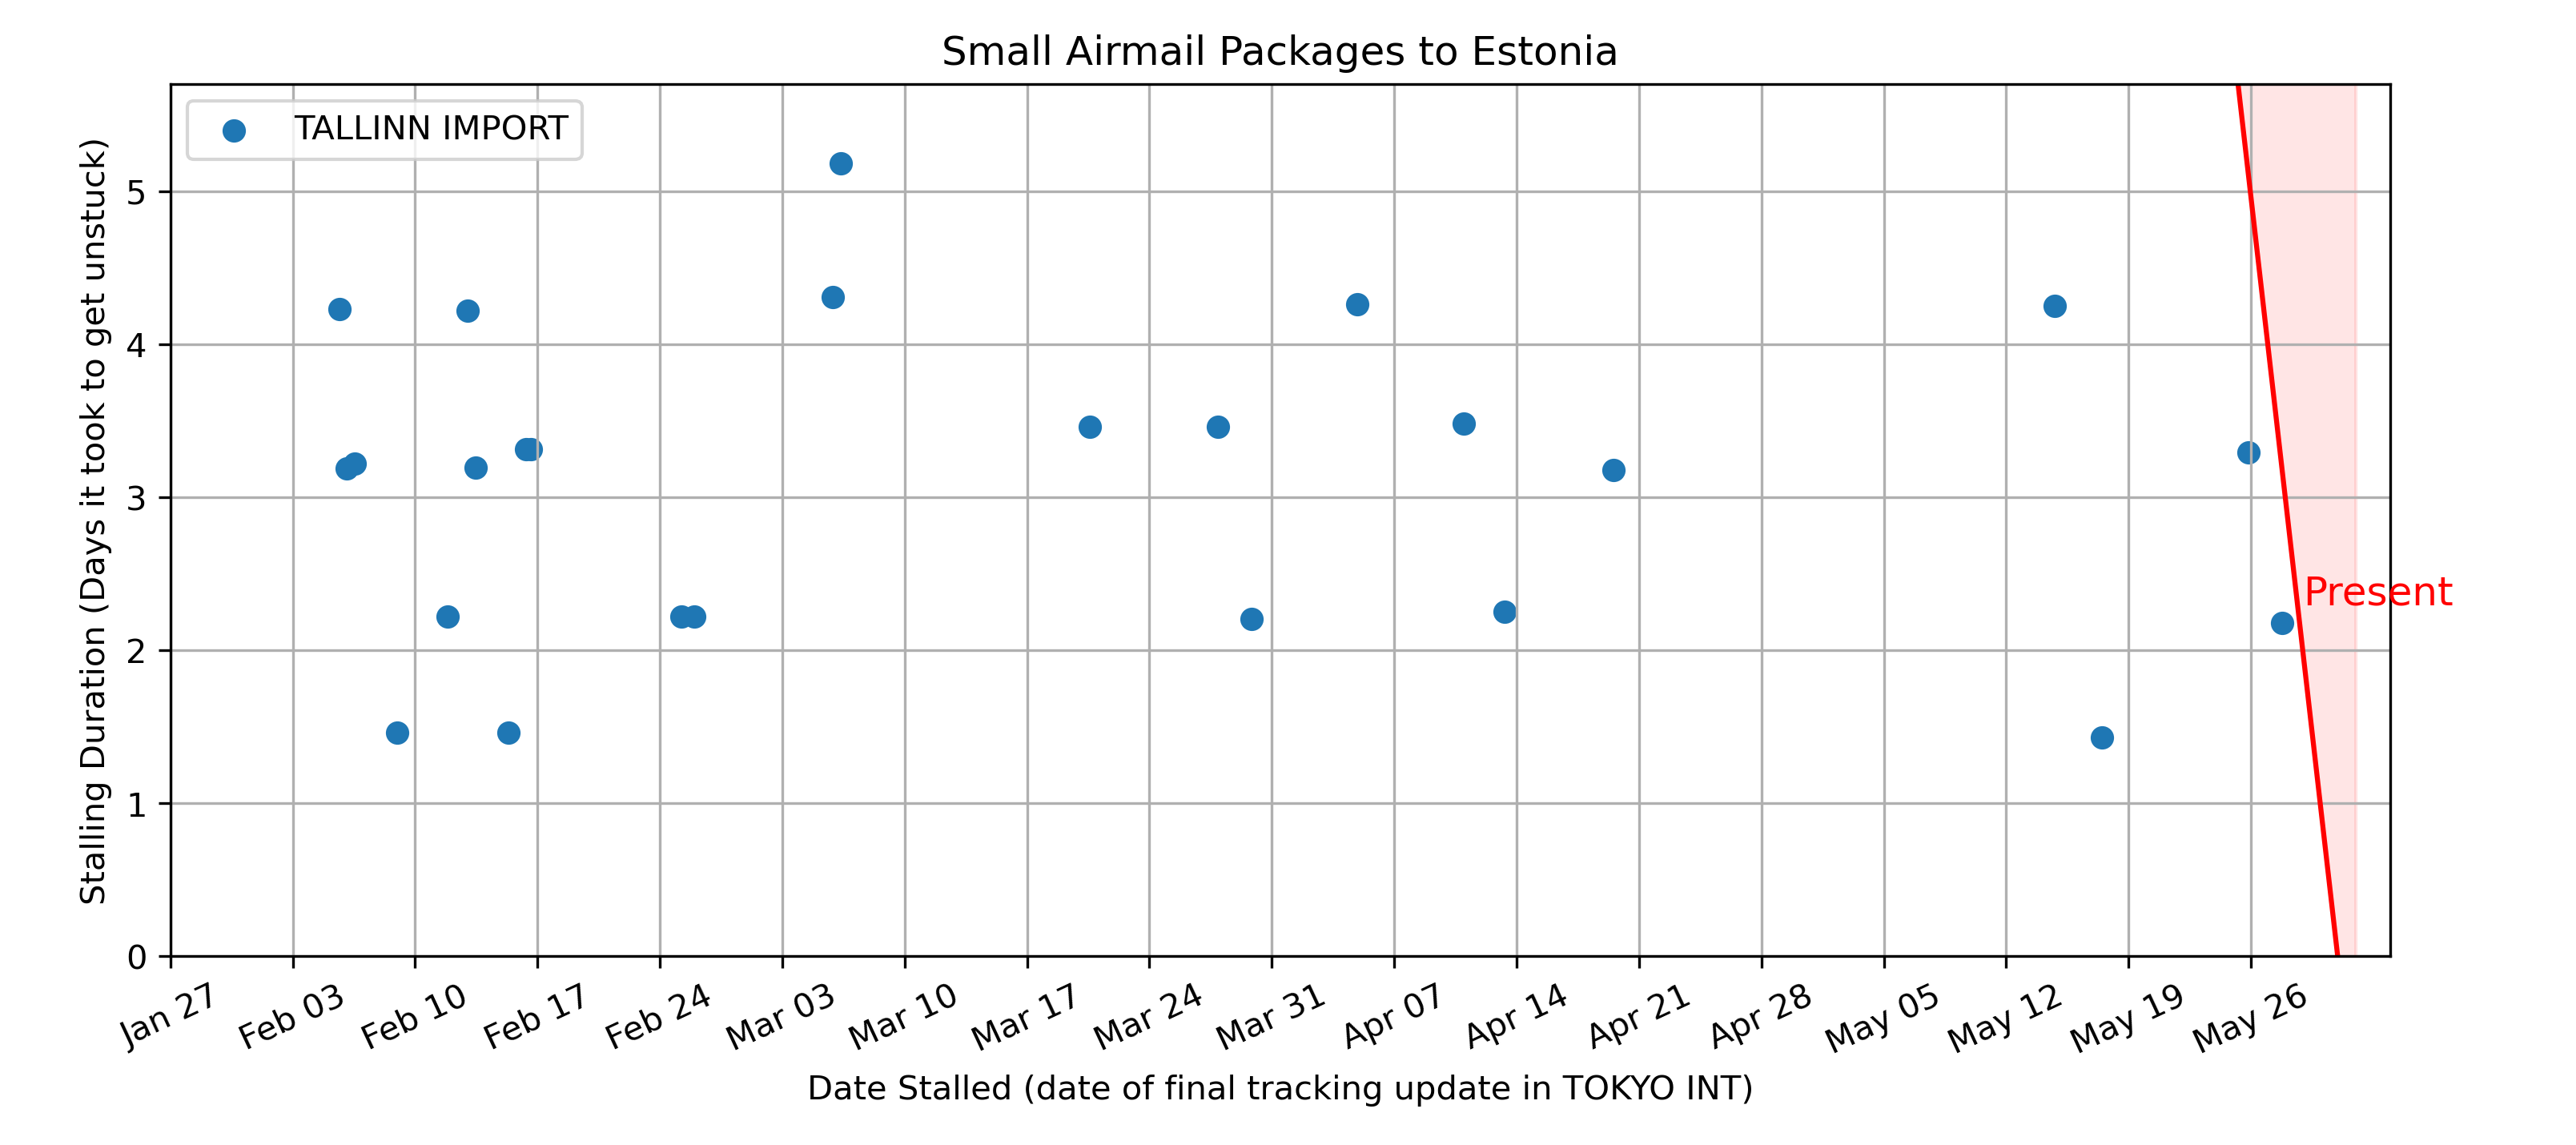 Small Airmail Packages to Estonia
TALLINN IMPORT
Stalling Duration (Days it took to get unstuck)
5
4
3
2
1
0
Present
Jan 27
Feb 03
Feb 10
Feb 17
Feb 24
Mar 03
Mar 10
Mar 17
Mar 24
Mar 31
Apr 07
Apr 14
Apr 21
Apr 28
May 05
May 12
May 19
May 26
Date Stalled (date of final tracking update in TOKYO INT)